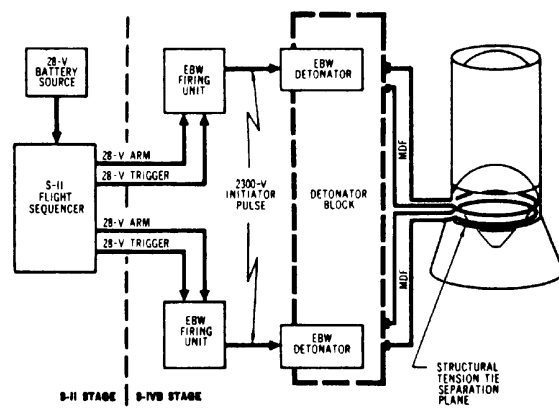 28-V
BATTERY
SOURCE
S-II
FLIGHT
SEQUENCER
28-V ARM
28-V TRIGGER
28-V ARM
28-V TRIGGER
EBW
FIRING
UNIT
EBW
FIRING
UNIT
2300-V
INITIATOR
PULSE
EBW
DETONATOR
DETONATOR
BLOCK
EBW
DETONATOR
MDF
MDF
STRUCTURAL
TENSION TIE
SEPARATION
PLANE
S-II STAGE
S-IVB STAGE